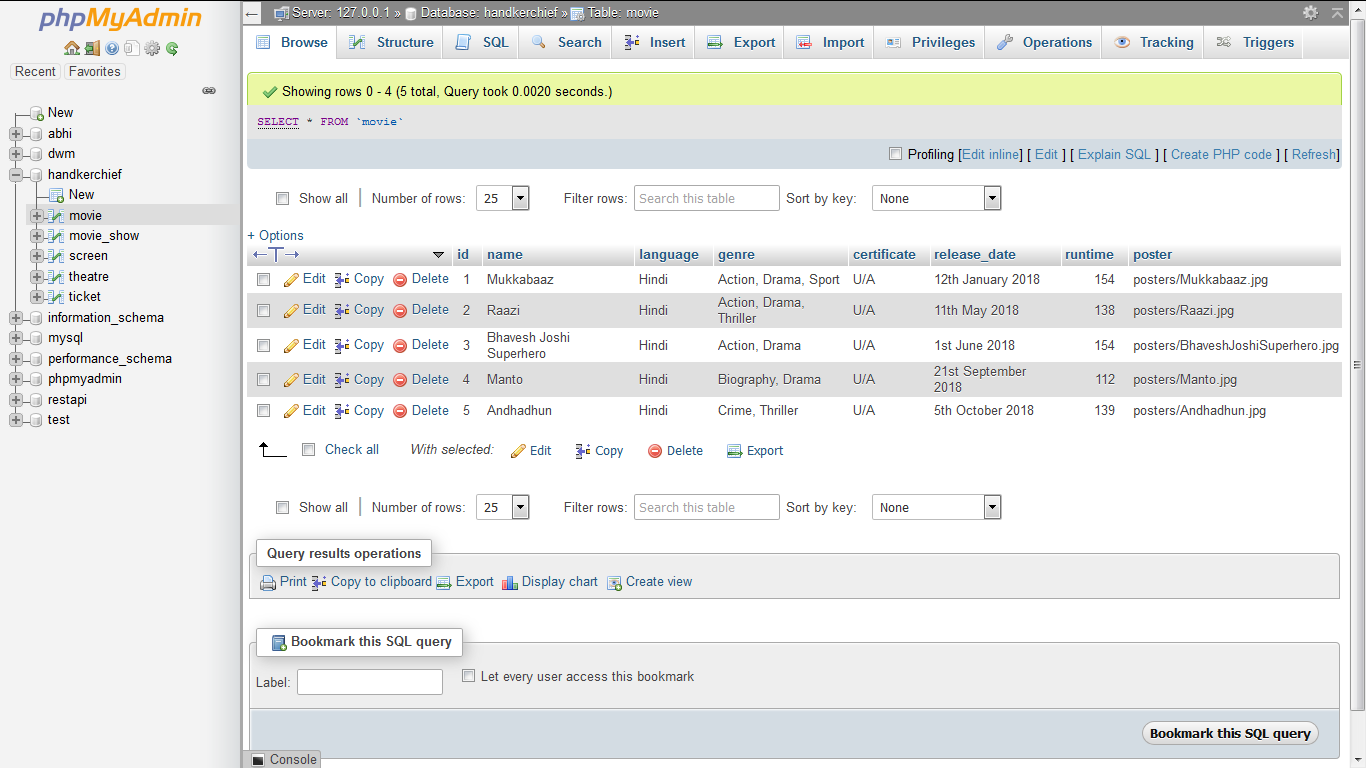 phpMyAdmin
Recent Favorites
New
abhi
dwm
handkerchief
New
movie
movie_show
screen
theatre
ticket
information_schema
mysql
performance_schema
phpmyadmin
restapi
test
Server: 127.0.0.1 » Database: handkerchief » Table: movie
Browse Structure SQL Search Insert Export Import Privileges Operations Tracking Triggers
Showing rows 0 - 4 (5 total, Query took 0.0020 seconds.)
SELECT * FROM `movie`
Profiling [Edit inline] [ Edit ] [ Explain SQL ] [ Create PHP code ] [ Refresh]
Show all Number of rows: 25 Filter rows: Search this table Sort by key: None
+ Options
id name language genre certificate release_date runtime poster
Edit Copy Delete 1 Mukkabaaz Hindi Action, Drama, Sport U/A 12th January 2018 154 posters/Mukkabaaz.jpg
Edit Copy Delete 2 Raazi Hindi Action, Drama, Thriller U/A 11th May 2018 138 posters/Raazi.jpg
Edit Copy Delete 3 Bhavesh Joshi Superhero Hindi Action, Drama U/A 1st June 2018 154 posters/BhaveshJoshiSuperhero.jpg
Edit Copy Delete 4 Manto Hindi Biography, Drama U/A 21st September 2018 112 posters/Manto.jpg
Edit Copy Delete 5 Andhadhun Hindi Crime, Thriller U/A 5th October 2018 139 posters/Andhadhun.jpg
Check all With selected: Edit Copy Delete Export
Show all Number of rows: 25 Filter rows: Search this table Sort by key: None
Query results operations
Print Copy to clipboard Export Display chart Create view
Bookmark this SQL query
Label: Let every user access this bookmark
Bookmark this SQL query
Console